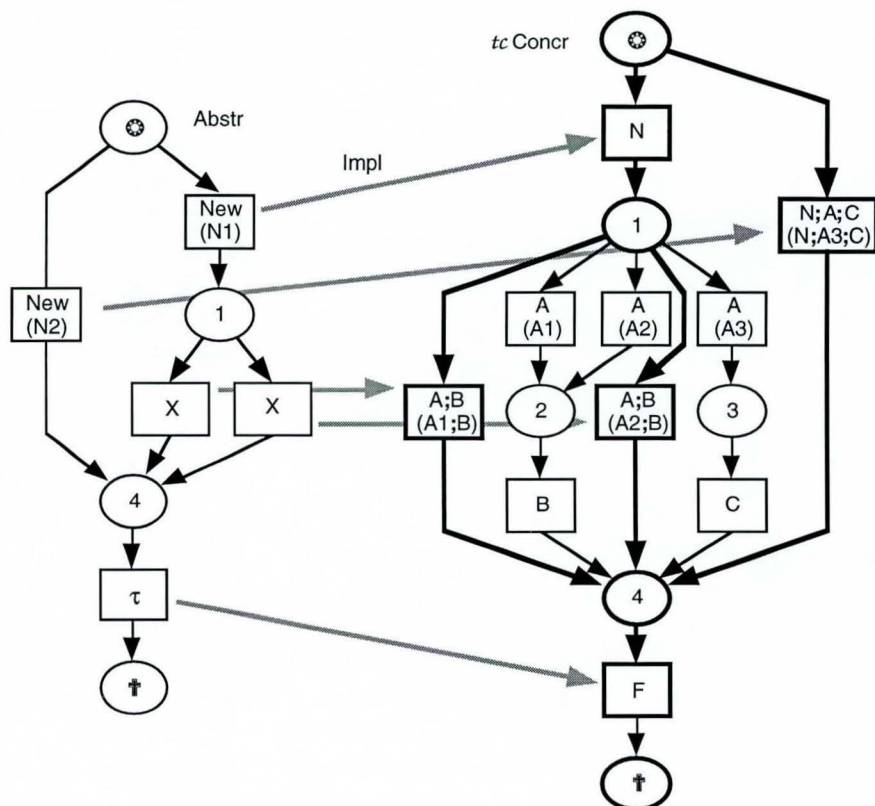 tc Concr
Abstr
N
Impl
New
(N1)
1
N;A;C
(N;A3;C)
New
(N2)
1
A
(A1)
A
(A2)
A
(A3)
X
X
A;B
(A1;B)
2
A;B
(A2;B)
3
4
B
C
τ
4
F
✝
✝